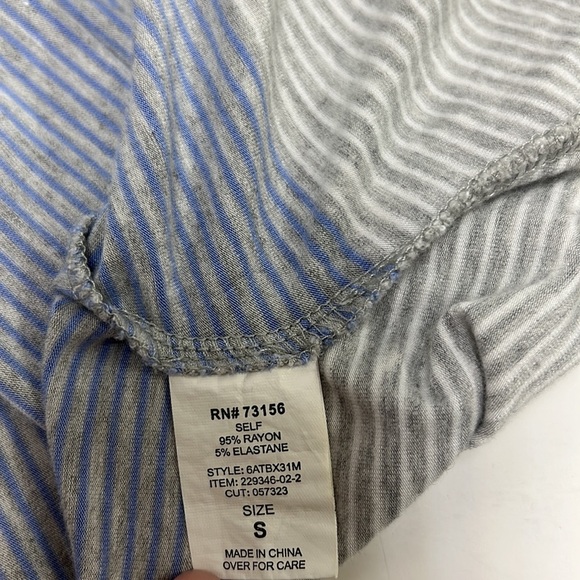 RN# 73156
SELF
95% RAYON
5% ELASTANE
STYLE: 6ATBX31M
ITEM: 229346-02-2
CUT: 057323
SIZE
S
MADE IN CHINA
OVER FOR CARE